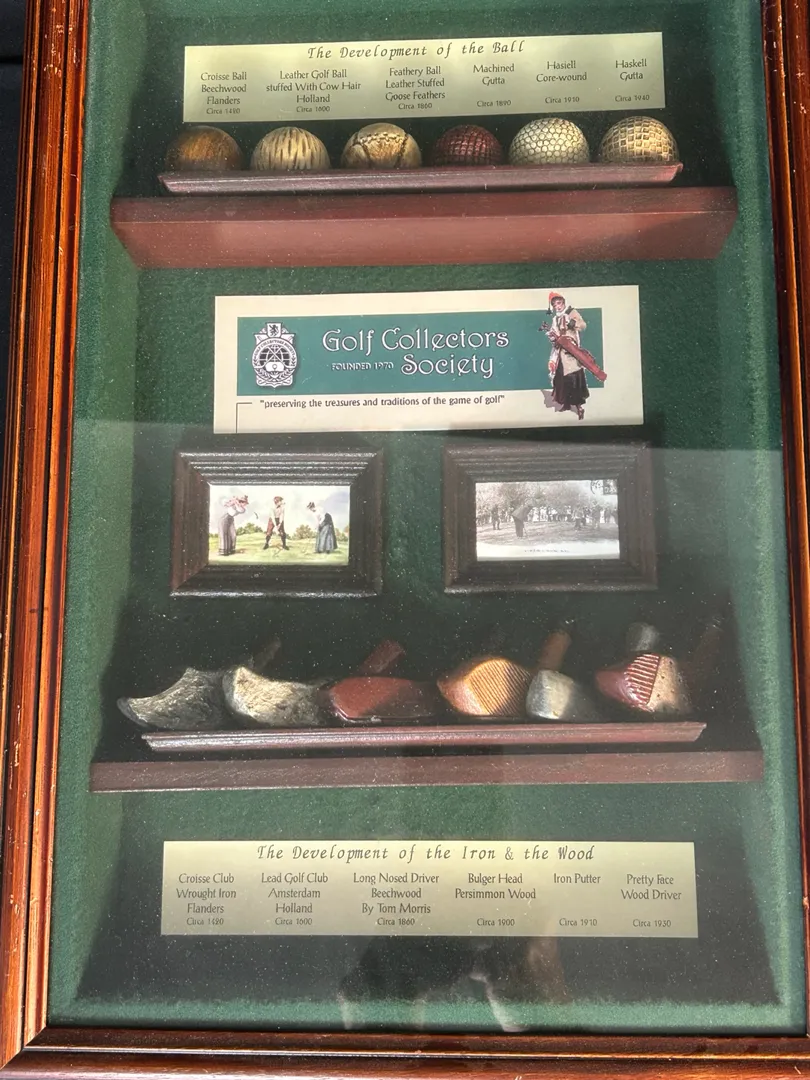 The Development of the Ball
Croisse Ball
Beechwood
Flanders
Circa 1420
Leather Golf Ball
stuffed With Cow Hair
Holland
Circa 1600
Feathery Ball
Leather Stuffed
Goose Feathers
Circa 1860
Machined
Gutta
Circa 1890
Hasiell
Core-wound
Circa 1910
Haskell
Gutta
Circa 1940
Golf Collectors
FOUNDED 1970 Society
"preserving the treasures and traditions of the game of golf"
The Development of the Iron & the Wood
Croisse Club
Wrought Iron
Flanders
Circa 1420
Lead Golf Club
Amsterdam
Holland
Circa 1600
Long Nosed Driver
Beechwood
By Tom Morris
Circa 1860
Bulger Head
Persimmon Wood
Circa 1900
Iron Putter
Circa 1910
Pretty Face
Wood Driver
Circa 1930